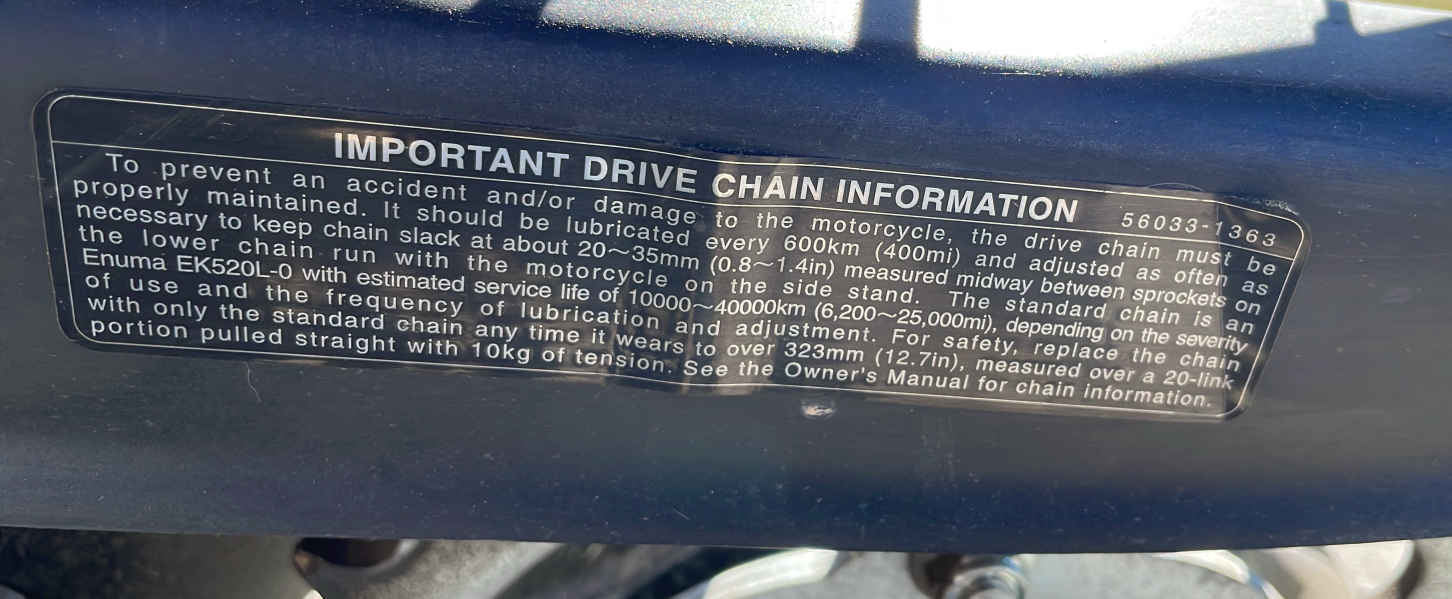 IMPORTANT DRIVE CHAIN INFORMATION 56033-1363
To prevent an accident and/or damage to the motorcycle, the drive chain must be
properly maintained. It should be lubricated every 600km (400mi) and adjusted as often as
necessary to keep chain slack at about 20~35mm (0.8~1.4in) measured midway between sprockets on
the lower chain run with the motorcycle on the side stand. The standard chain is an
Enuma EK520L-0 with estimated service life of 10000~40000km (6,200~25,000mi), depending on the severity
of use and the frequency of lubrication and adjustment. For safety, replace the chain
with only the standard chain any time it wears to over 323mm (12.7in), measured over a 20-link
portion pulled straight with 10kg of tension. See the Owner's Manual for chain information.